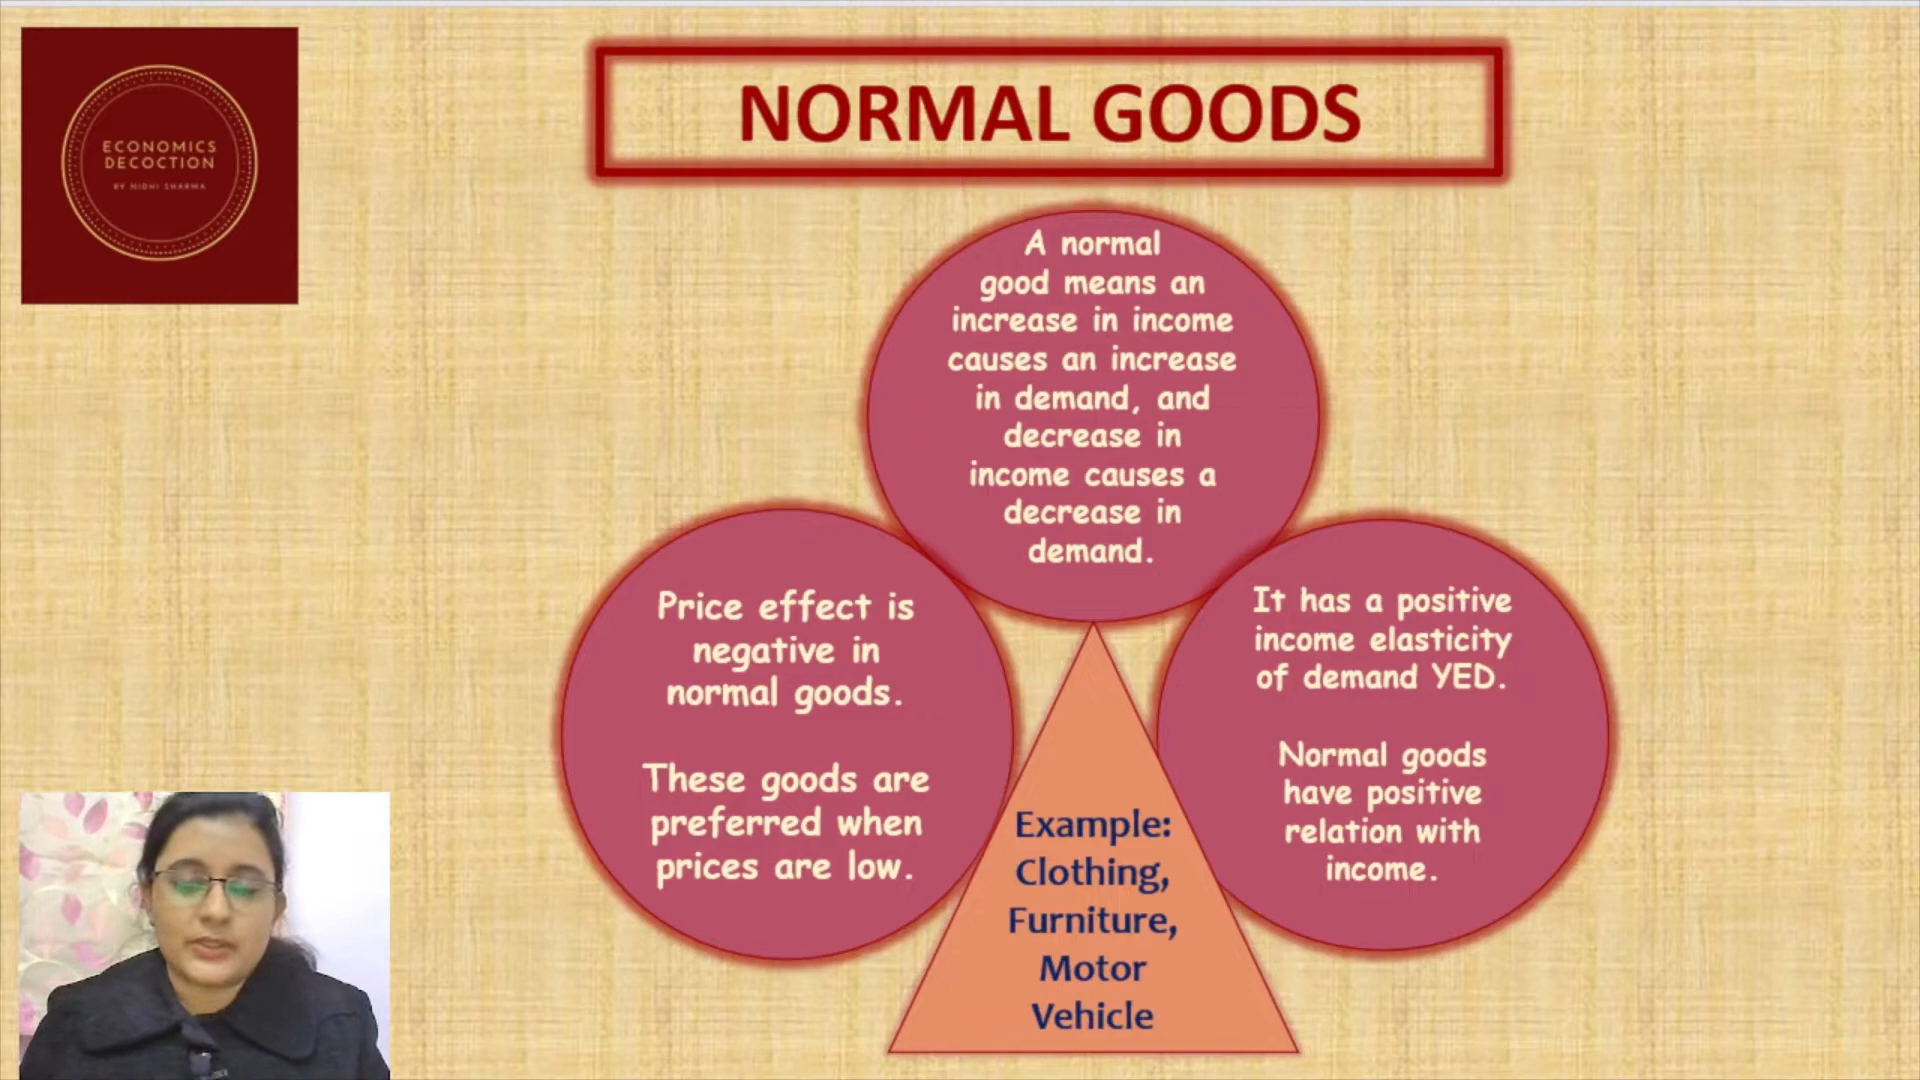 ECONOMICS
DECOCTION
BY NIDHI SHARMA
NORMAL GOODS
A normal
good means an
increase in income
causes an increase
in demand, and
decrease in
income causes a
decrease in
demand.
Price effect is
negative in
normal goods.
These goods are
preferred when
prices are low.
It has a positive
income elasticity
of demand YED.
Normal goods
have positive
relation with
income.
Example:
Clothing,
Furniture,
Motor
Vehicle